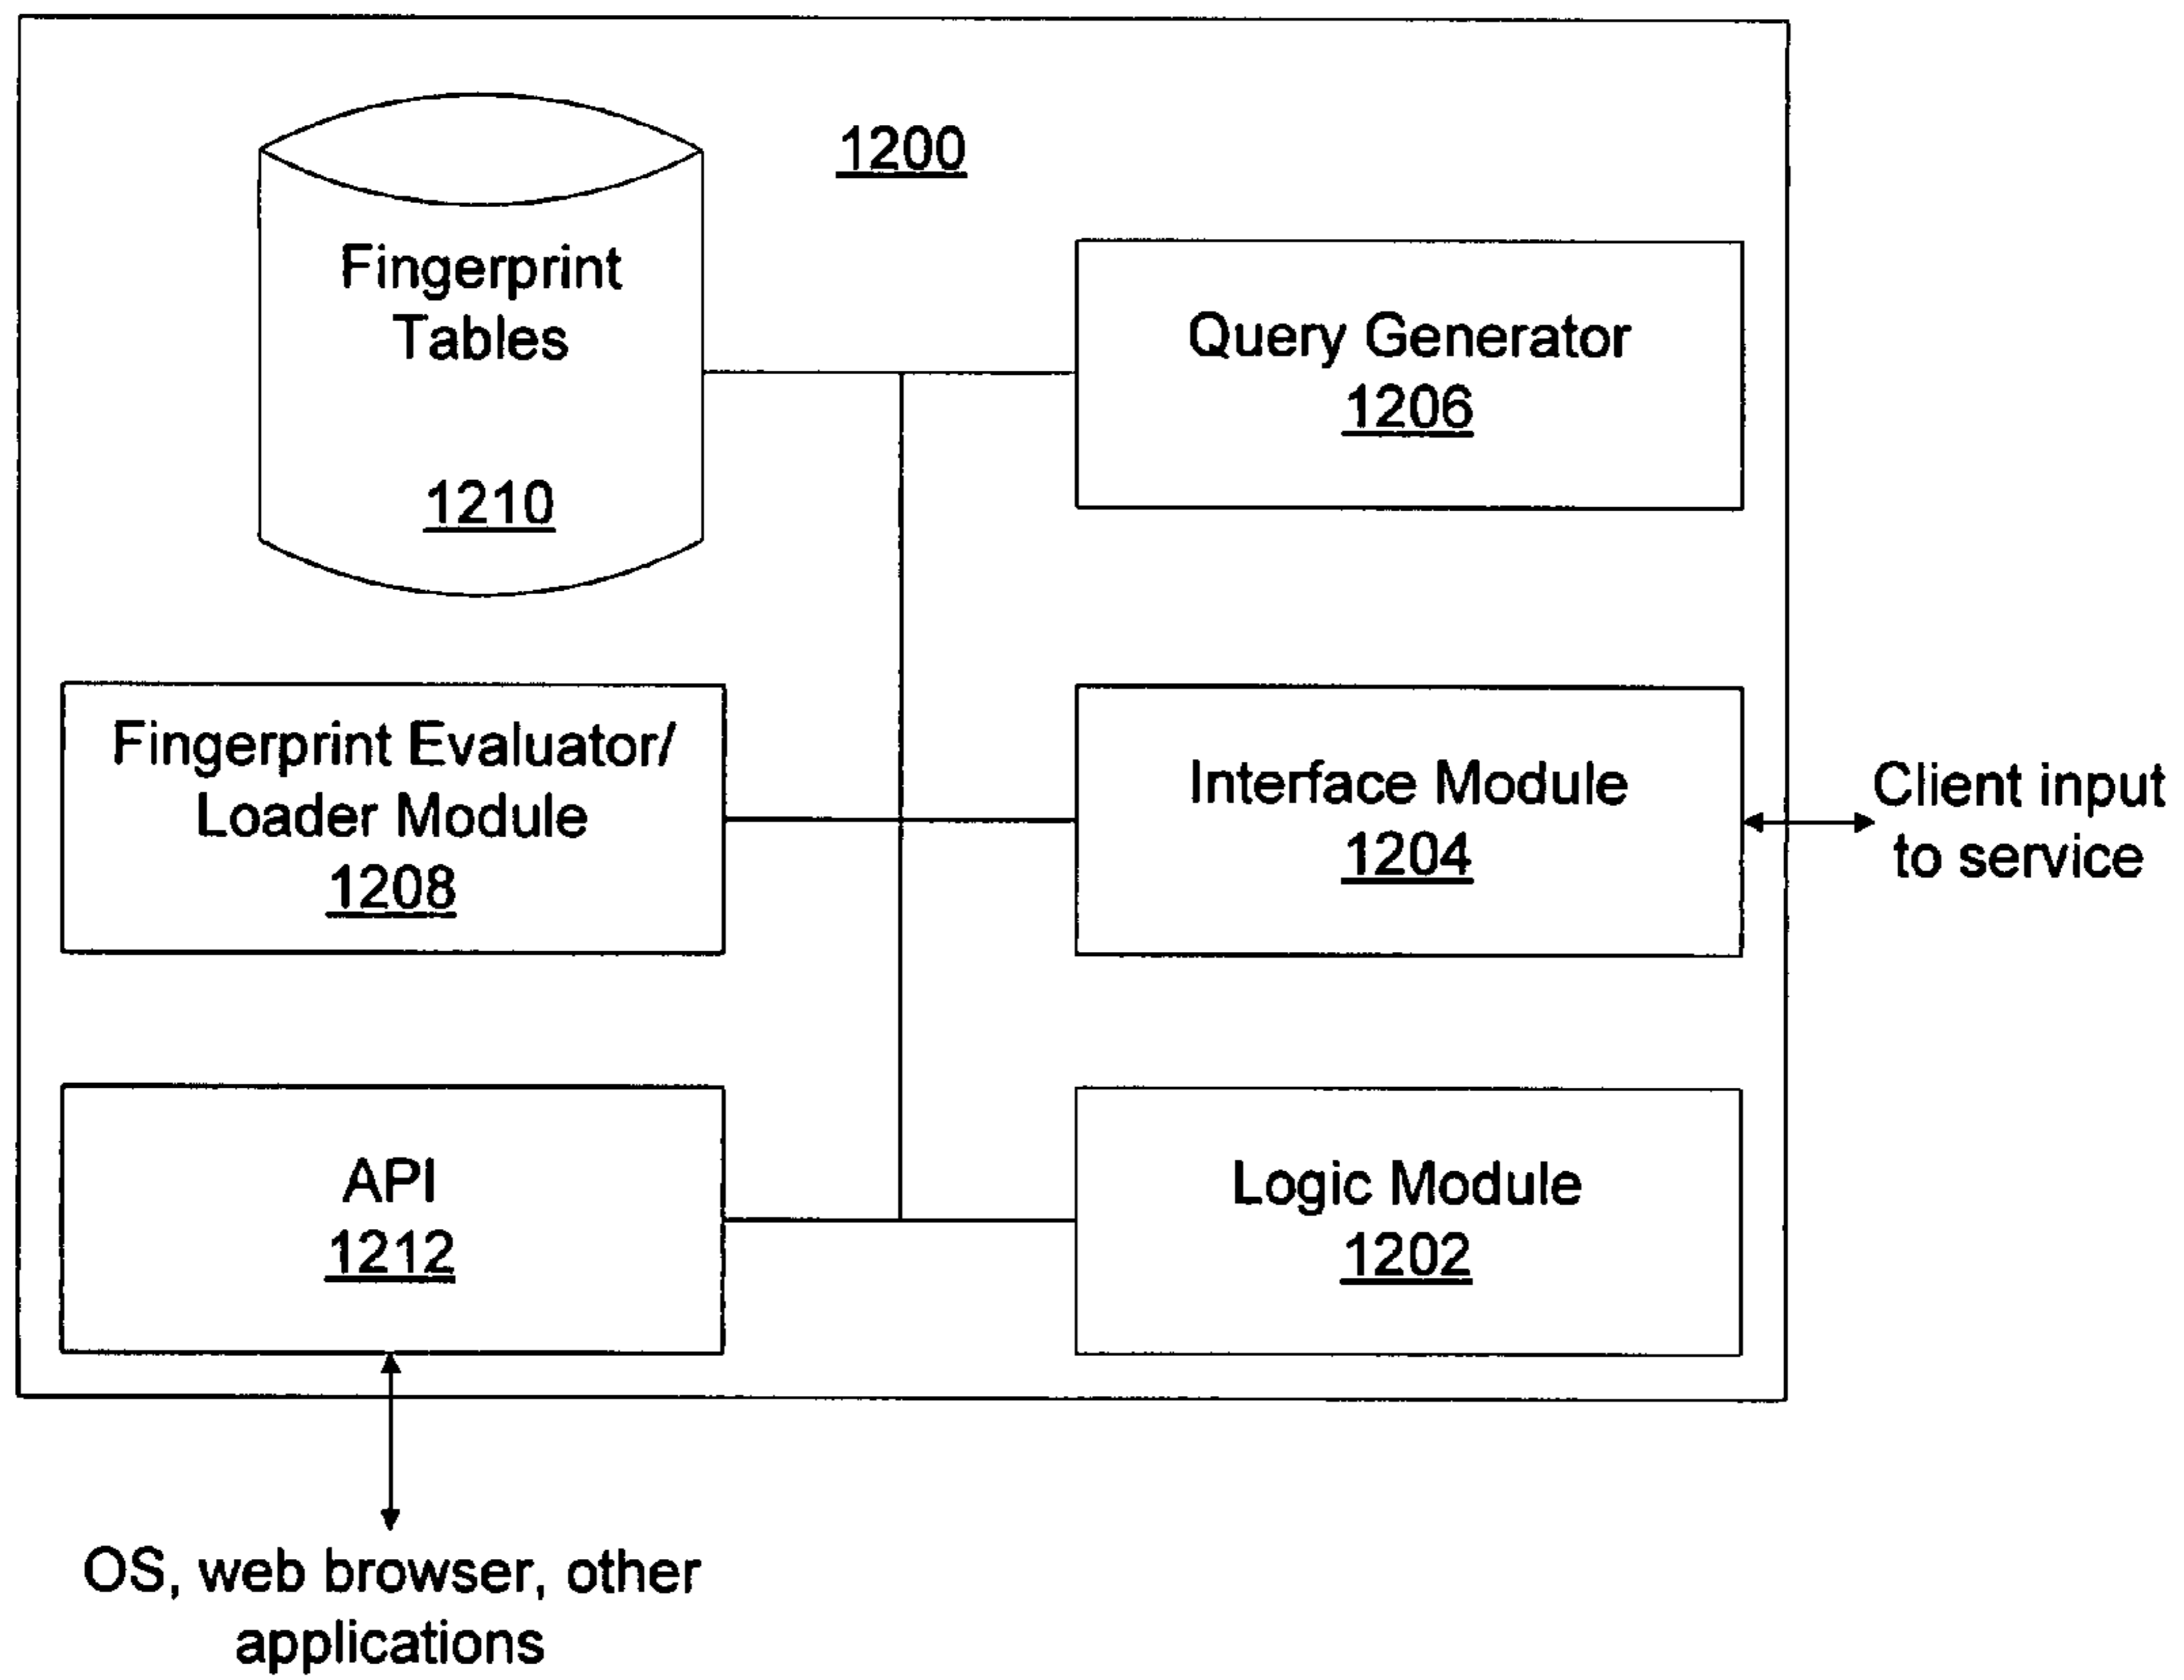 1200
Fingerprint
Tables
1210
Query Generator
1206
Fingerprint Evaluator/
Loader Module
1208
Interface Module
1204
Client input
to service
API
1212
Logic Module
1202
OS, web browser, other
applications